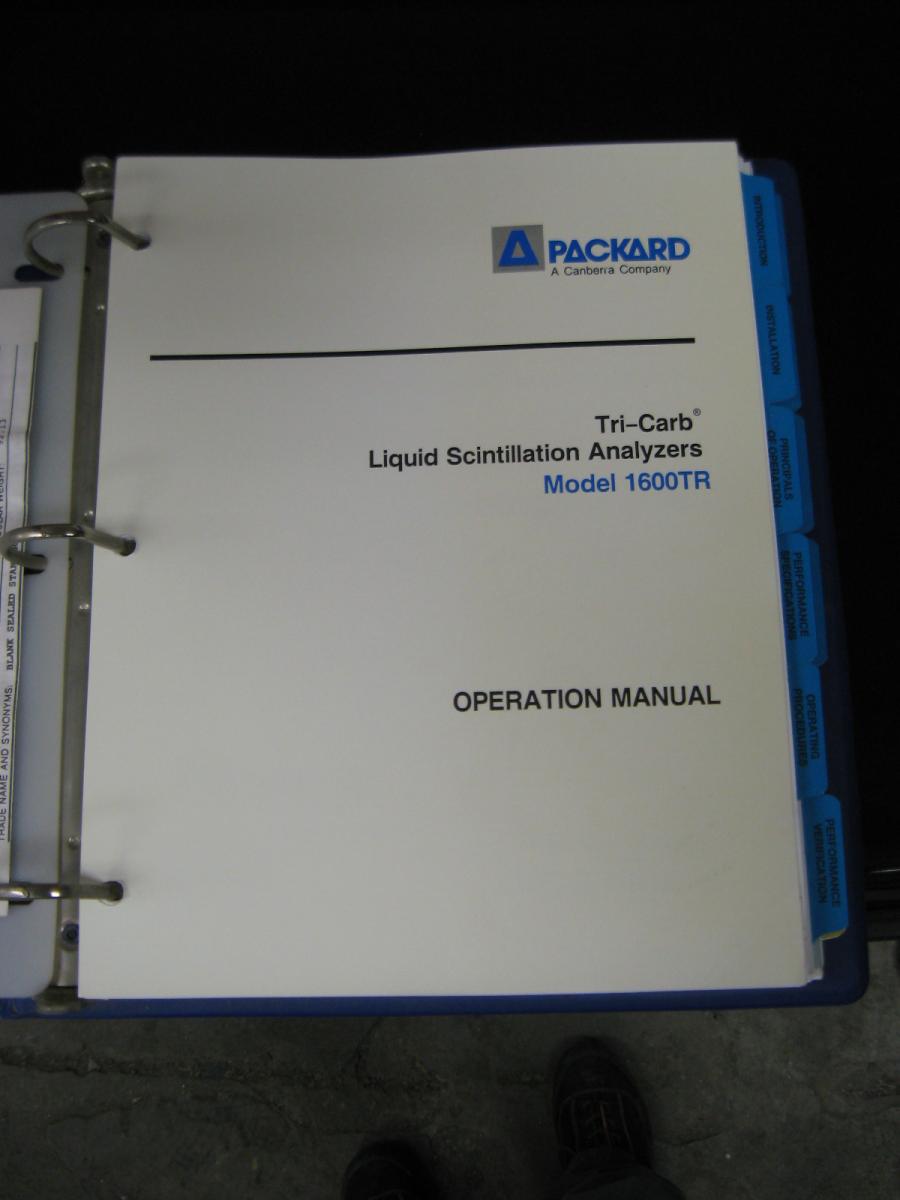 PACKARD
A Canberra Company
Tri-Carb®
Liquid Scintillation Analyzers
Model 1600TR
OPERATION MANUAL
INTRODUCTION
INSTALLATION
PRINCIPALS
OF OPERATION
PERFORMANCE
SPECIFICATIONS
OPERATING
PROCEDURES
PERFORMANCE
VERIFICATION
TRADE NAME AND SYNONYMS:
BLANK SEALED